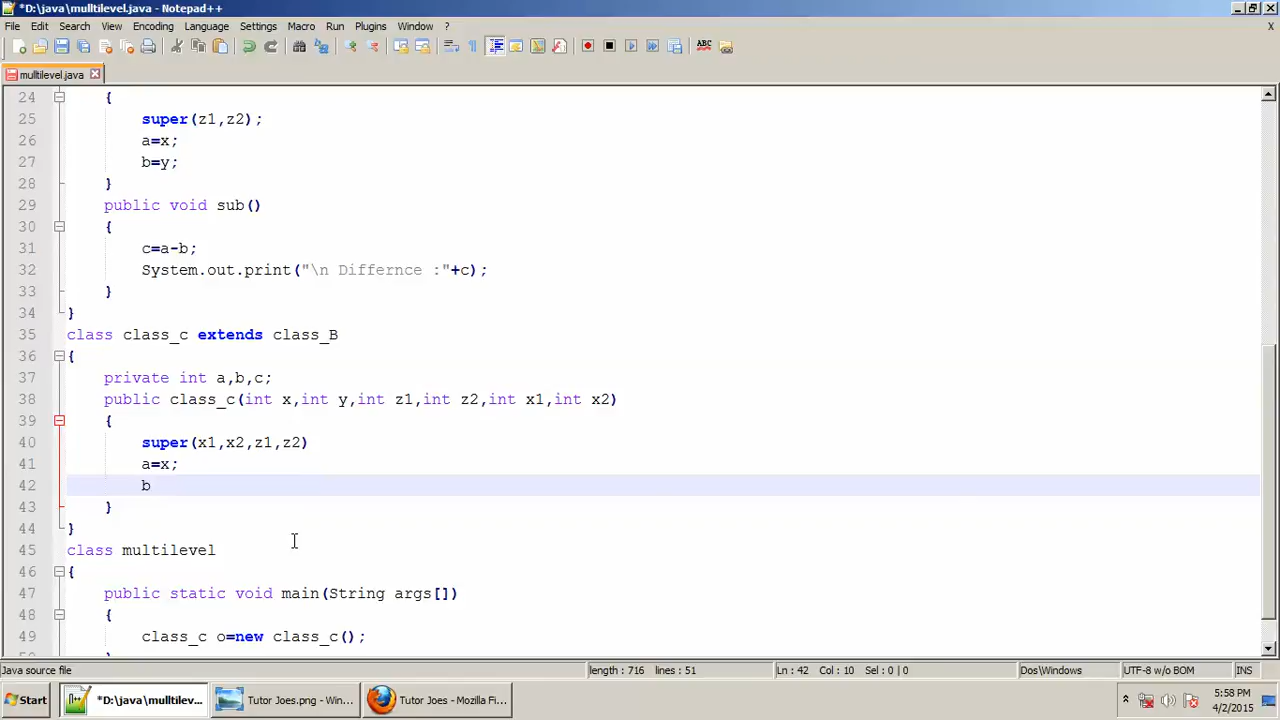 *D:\java\mulltilevel.java - Notepad++
File Edit Search View Encoding Language Settings Macro Run Plugins Window ? X
ABC
mulltilevel.java
24 {
25 super(z1,z2);
26 a=x;
27 b=y;
28 }
29 public void sub()
30 {
31 c=a-b;
32 System.out.print("\n Differnce :"+c);
33 }
34 }
35 class class_c extends class_B
36 {
37 private int a,b,c;
38 public class_c(int x,int y,int z1,int z2,int x1,int x2)
39 {
40 super(x1,x2,z1,z2)
41 a=x;
42 b
43 }
44 }
45 class multilevel
46 {
47 public static void main(String args[])
48 {
49 class_c o=new class_c();
Java source file length : 716 lines : 51 Ln : 42 Col : 10 Sel : 0 | 0 Dos\Windows UTF-8 w/o BOM INS
Start *D:\java\mulltilev... Tutor Joes.png - Win... Tutor Joes - Mozilla Fi... 5:58 PM
4/2/2015